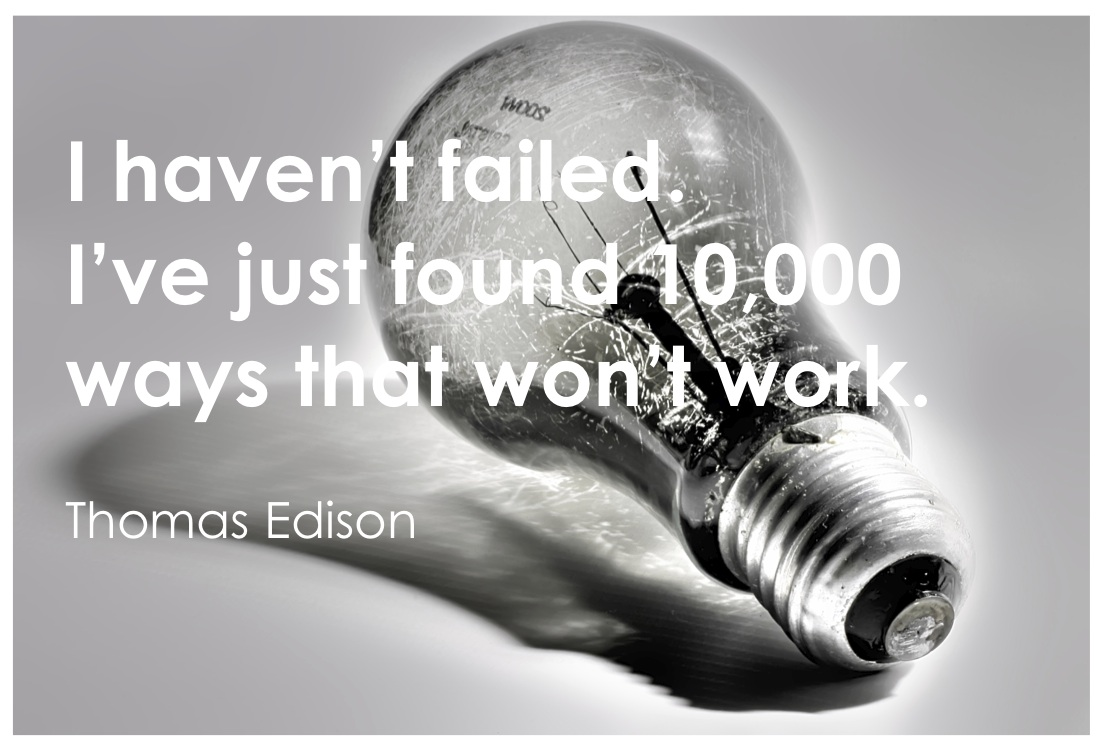 I haven’t failed.
I’ve just found 10,000
ways that won’t work.
Thomas Edison